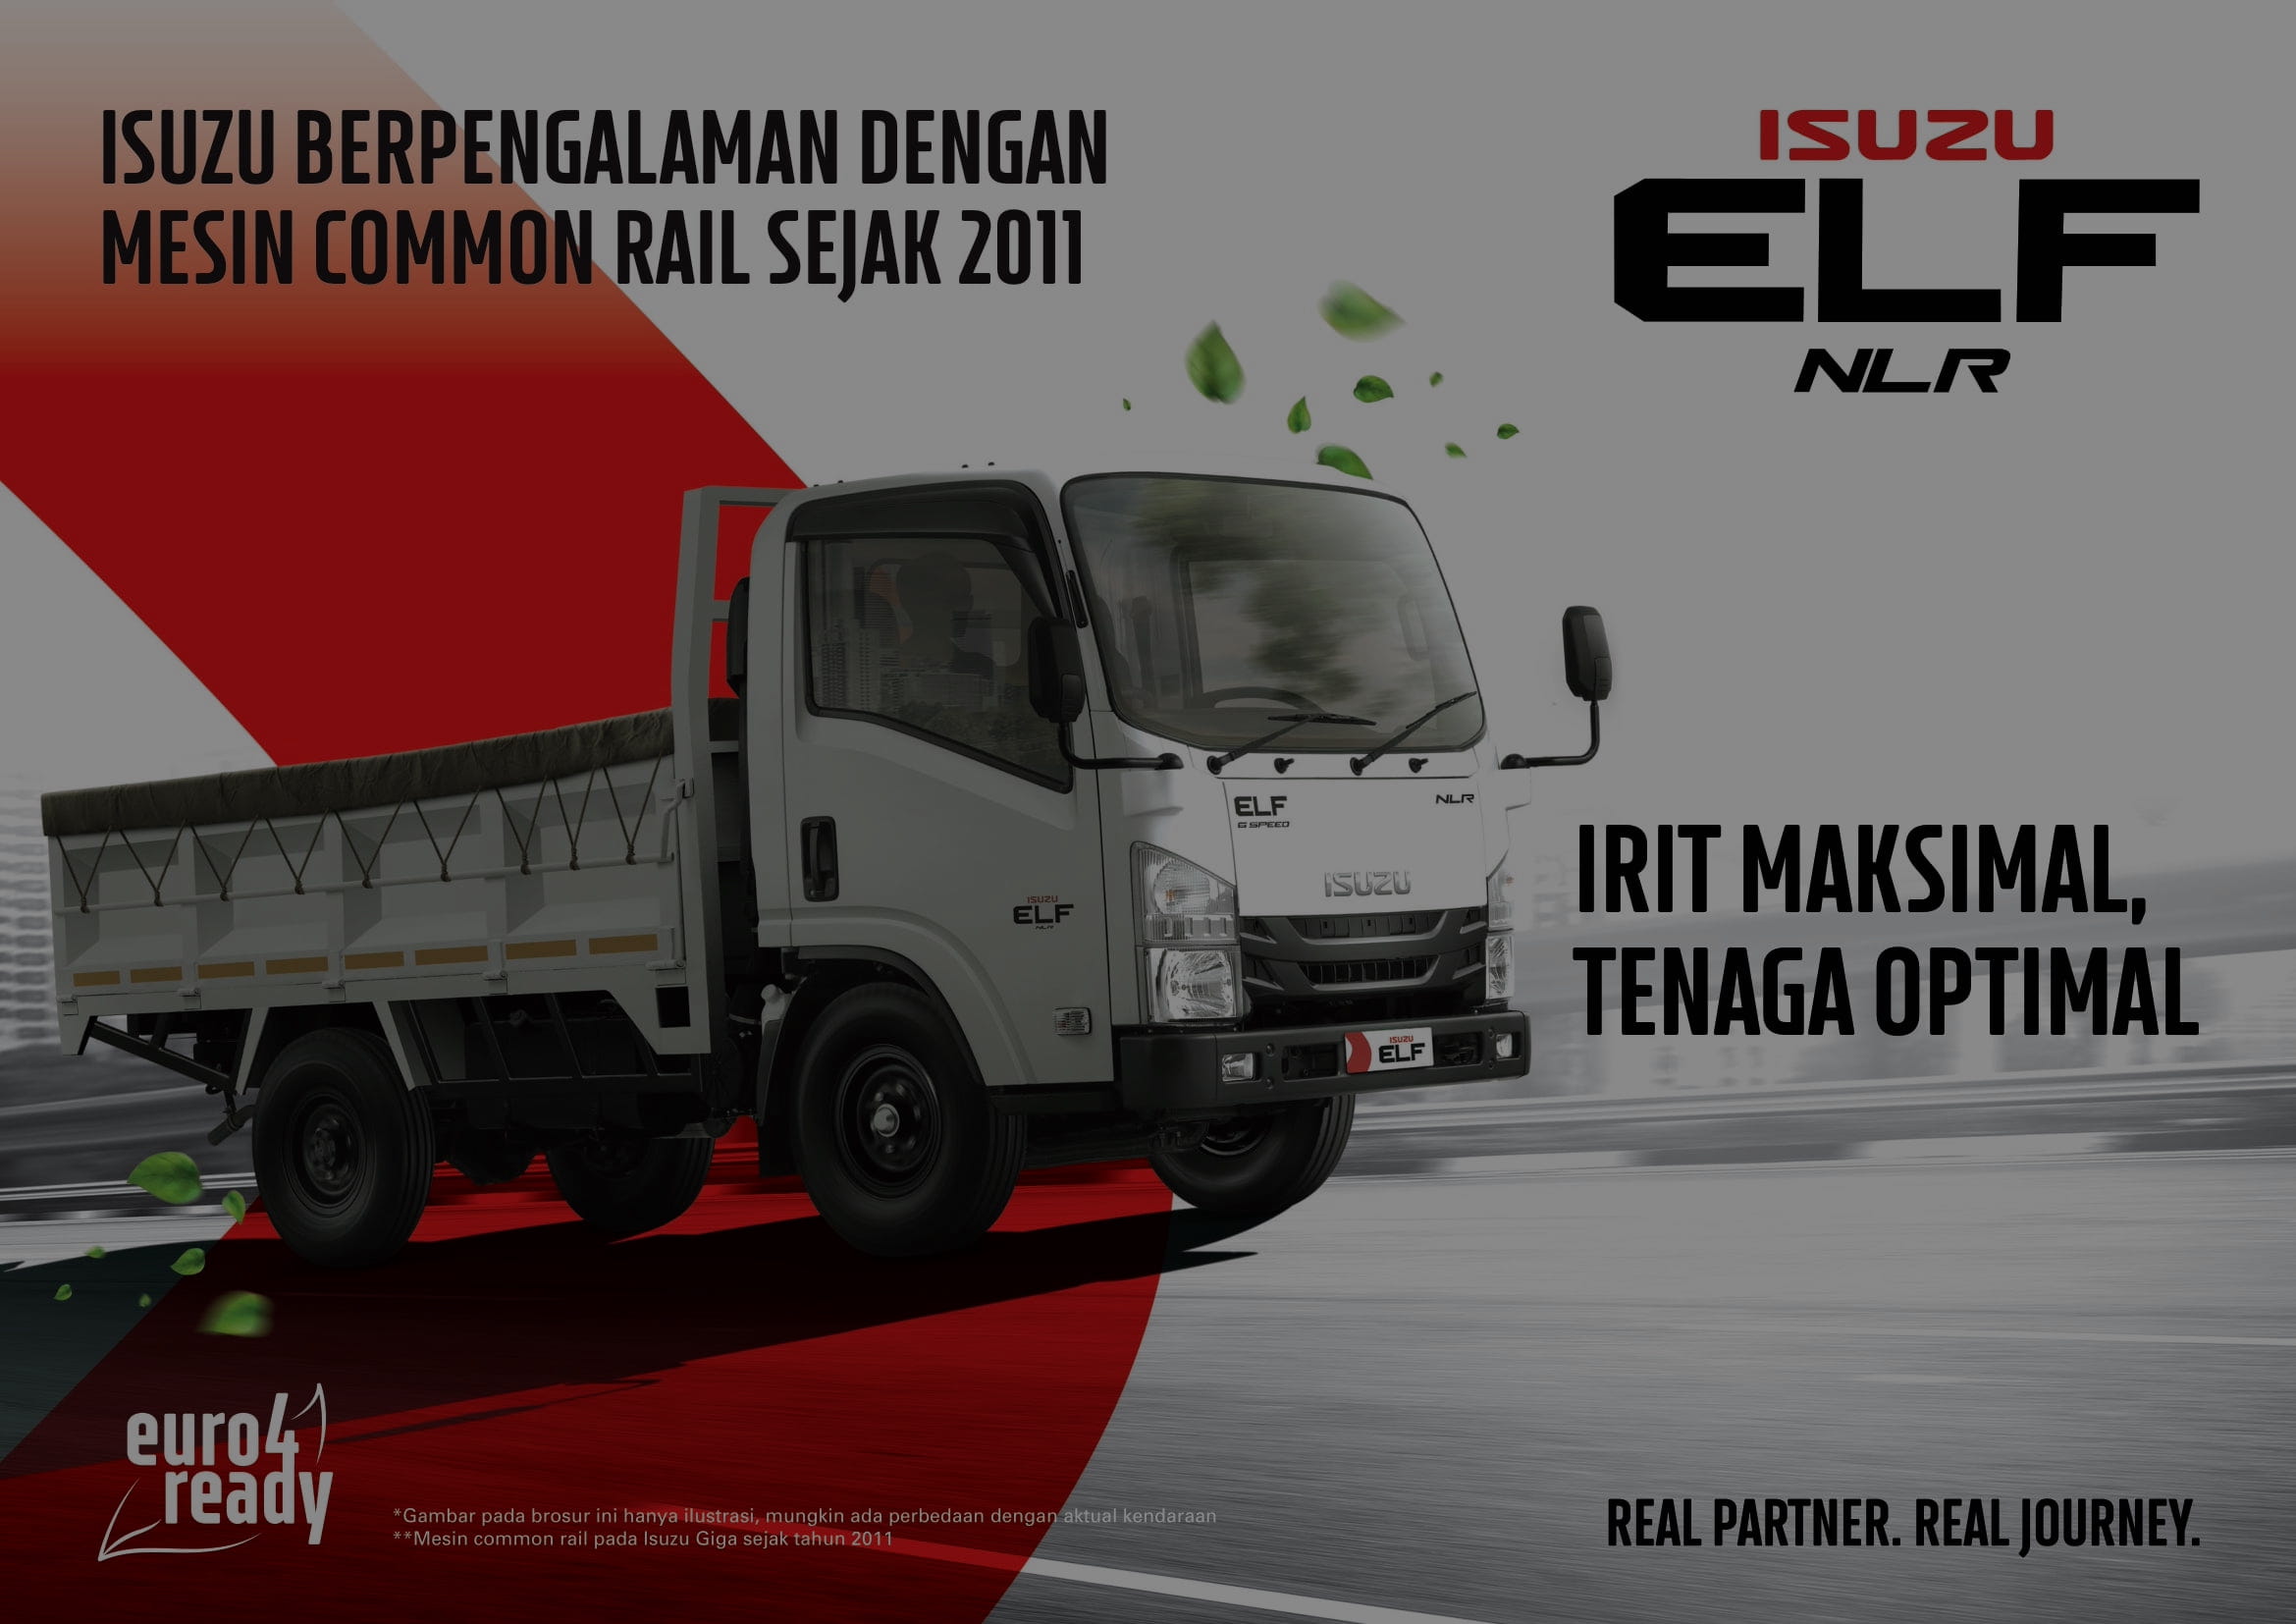 ISUZU BERPENGALAMAN DENGAN
MESIN COMMON RAIL SEJAK 2011
ISUZU
ELF
NLR
ELF
G SPEED
NLR
ISUZU
ISUZU
ELF
NLR
ISUZU
ELF
IRIT MAKSIMAL,
TENAGA OPTIMAL
euro4
ready
*Gambar pada brosur ini hanya ilustrasi, mungkin ada perbedaan dengan aktual kendaraan
**Mesin common rail pada Isuzu Giga sejak tahun 2011
REAL PARTNER. REAL JOURNEY.